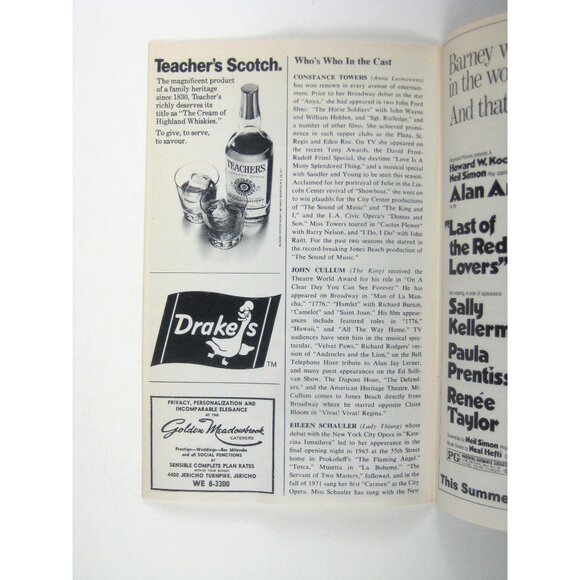 Teacher's Scotch.
The magnificent product
of a family heritage
since 1830, Teacher's
richly deserves its
title as "The Cream of
Highland Whiskies."
To give, to serve,
to savour.
TEACHER'S
Drake's
TM
PRIVACY, PERSONALIZATION AND
INCOMPARABLE ELEGANCE
AT THE
Golden Meadowbrook
CATERERS
Prestige—Weddings—Bar Mitzvahs
and all SOCIAL FUNCTIONS
AT
SENSIBLE COMPLETE PLAN RATES
4400 JERICHO TURNPIKE, JERICHO
WE 8-3300
Who's Who In the Cast
CONSTANCE TOWERS (Anna Leonowens)
has won renown in every avenue of entertain-
ment. Prior to her Broadway debut as the star
of "Anya," she had appeared in two John Ford
films: "The Horse Soldiers" with John Wayne
and William Holden, and "Sgt. Rutledge," and
a number of other films. She achieved promi-
nence in such supper clubs as the Plaza, St.
Regis and Eden Roc. On TV she appeared on
the recent Tony Awards, the David Frost-
Rudolf Friml Special, the daytime "Love Is A
Many Splendored Thing," and a musical special
with Sandler and Young to be seen this season.
Acclaimed for her portrayal of Julie in the Lin-
coln Center revival of "Showboat," she went on
to win plaudits for the City Center productions
of "The Sound of Music" and "The King and
I," and the L.A. Civic Opera's "Dumas and
Son." Miss Towers toured in "Cactus Flower"
with Barry Nelson, and "I Do, I Do" with John
Raitt. For the past two seasons she starred in
the record-breaking Jones Beach production of
"The Sound of Music."
JOHN CULLUM (The King) received the
Theatre World Award for his role in "On A
Clear Day You Can See Forever." He has
appeared on Broadway in "Man of La Man-
cha," "1776," "Hamlet" with Richard Burton,
"Camelot" and "Saint Joan." His film appear-
ances include featured roles in "1776,"
"Hawaii," and "All The Way Home." TV
audiences have seen him in the musical spec-
tacular, "Velvet Paws," Richard Rodgers' version
of "Androcles and the Lion," on the Bell
Telephone Hour tribute to Alan Jay Lerner,
and many guest appearances on the Ed Sulli-
van Show, The Dupont Hour, "The Defend-
ers," and the American Heritage Theatre. Mr.
Cullum comes to Jones Beach directly from
Broadway where he starred opposite Claire
Bloom in "Vivat! Vivat! Regina."
EILEEN SCHAULER (Lady Thiang) whose
debut with the New York City Opera in "Kate-
rina Ismailova" led to her appearance in the
final opening night in 1965 at the 55th Street
home in Prokofieff's "The Flaming Angel,"
"Tosca," Musetta in "La Boheme," "The
Servant of Two Masters," followed, and in the
fall of 1971 sang her first "Carmen" at the City
Opera. Miss Schauler has sung with the New
Barney w
in the wo
And that
Howard W. Koc
Neil Simon
Alan Ar
"Last of
the Red
Lovers"
Sally
Kellerm
Paula
Prentiss
Renée
Taylor
Neil Simon
Neal Hefti
PG
This Summe